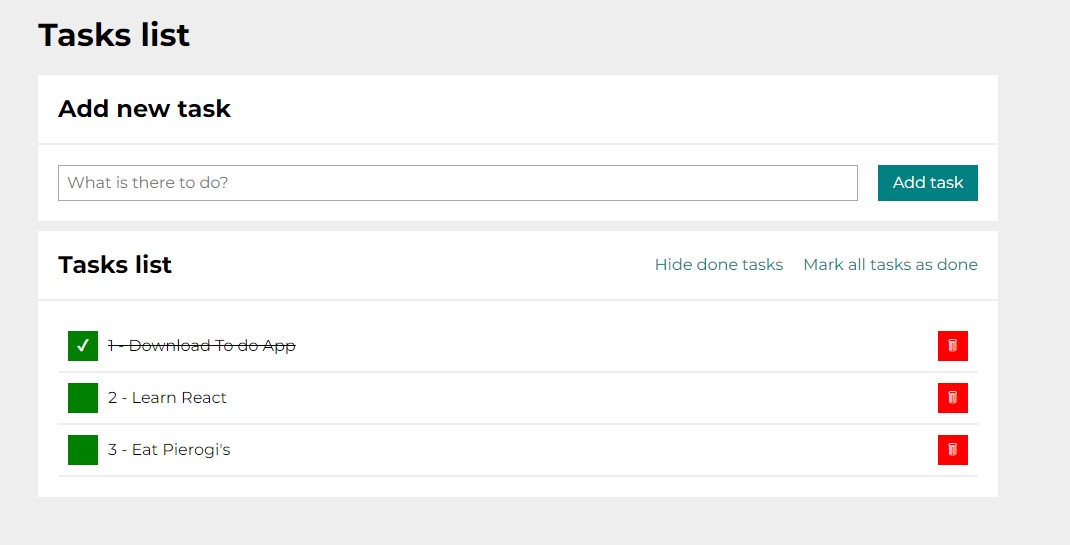 Tasks list
Add new task
What is there to do?
Add task
Tasks list
Hide done tasks
Mark all tasks as done
1 - Download To do App
2 - Learn React
3 - Eat Pierogi's